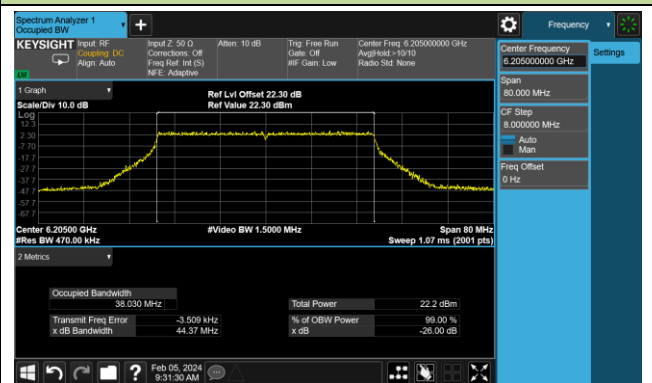 Spectrum Analyzer 1
Occupied BW
Frequency
KEYSIGHT
Input: RF
Coupling: DC
Align: Auto
Input Z: 50 Ω
Corrections: Off
Freq Ref: Int (S)
NFE: Adaptive
Atten: 10 dB
Trig: Free Run
Gate: Off
#IF Gain: Low
Center Freq: 6.205000000 GHz
Avg|Hold:>10/10
Radio Std: None
Center Frequency
6.205000000 GHz
Settings
Span
80.000 MHz
CF Step
8.000000 MHz
Auto
Man
Freq Offset
0 Hz
1 Graph
Scale/Div 10.0 dB
Ref Lvl Offset 22.30 dB
Ref Value 22.30 dBm
Log
12.3
2.30
-7.70
-17.7
-27.7
-37.7
-47.7
-57.7
-67.7
Center 6.20500 GHz
#Video BW 1.5000 MHz
Span 80 MHz
#Res BW 470.00 kHz
Sweep 1.07 ms (2001 pts)
2 Metrics
Occupied Bandwidth
38.030 MHz
Total Power 22.2 dBm
Transmit Freq Error -3.509 kHz
% of OBW Power 99.00 %
x dB Bandwidth 44.37 MHz
x dB -26.00 dB
Feb 05, 2024
9:31:30 AM